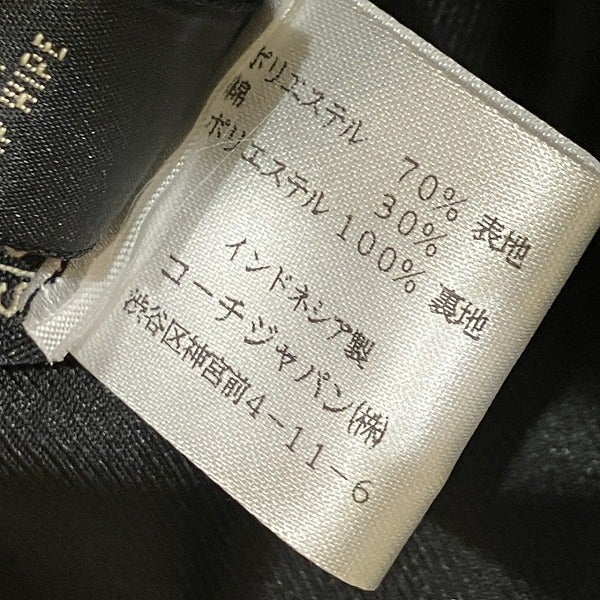 WIPE
ポリエステル 70% 表地
綿 30%
ポリエステル 100% 裏地
インドネシア製
コーチジャパン(株)
渋谷区神宮前4-11-6